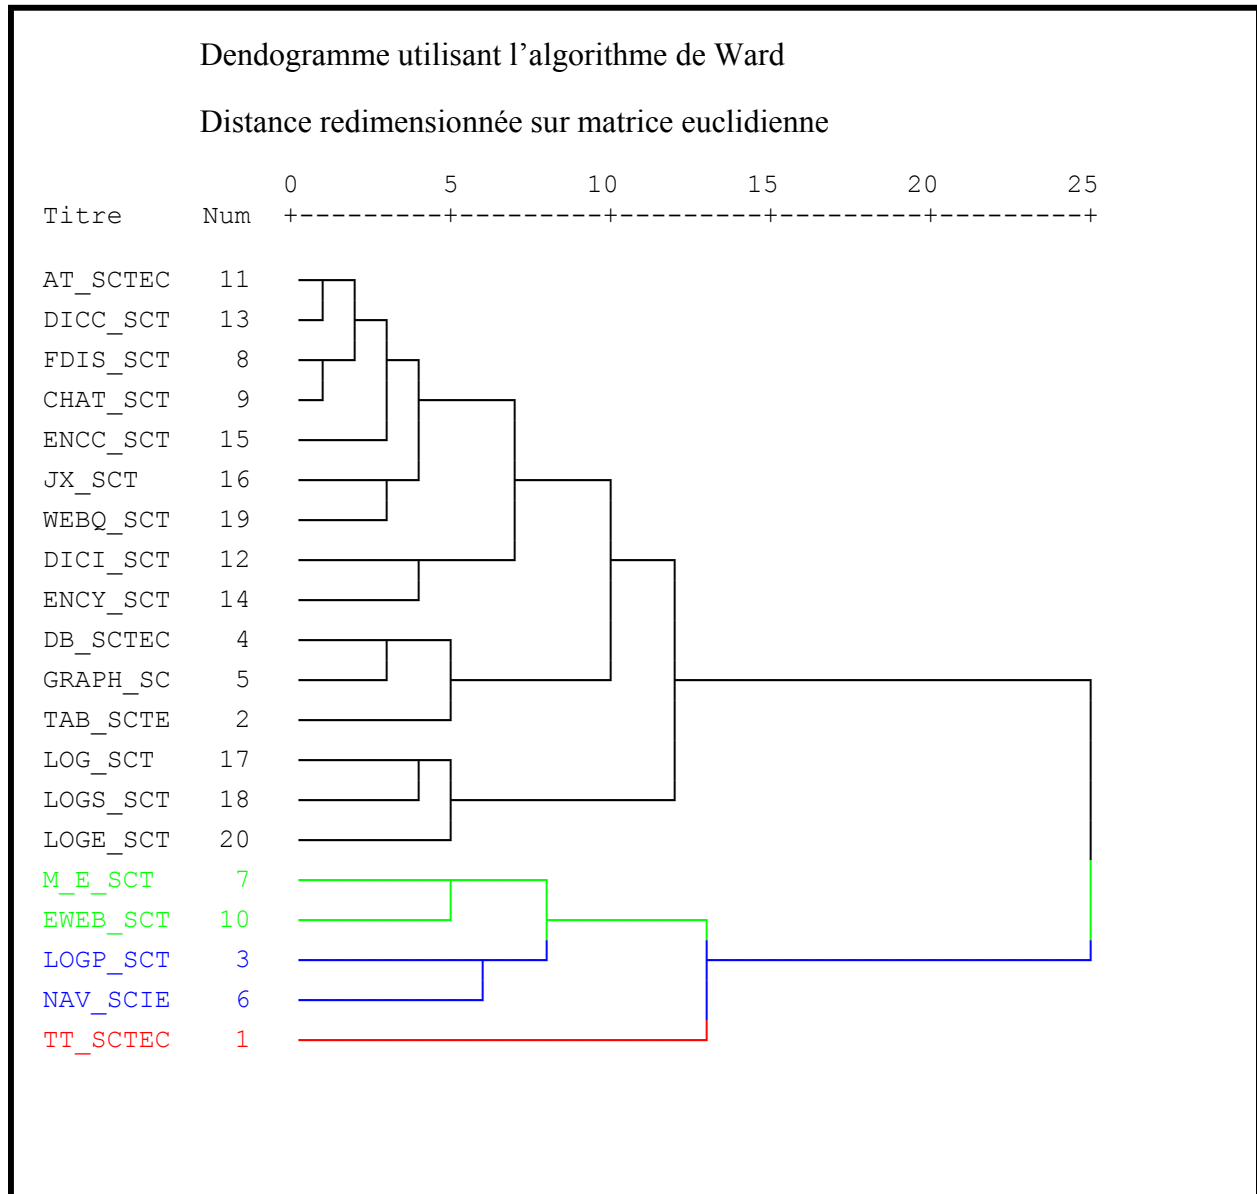 Dendogramme utilisant l’algorithme de Ward
Distance redimensionnée sur matrice euclidienne
0 5 10 15 20 25
Titre Num +---------+---------+---------+---------+---------+
AT_SCTEC 11
DICC_SCT 13
FDIS_SCT 8
CHAT_SCT 9
ENCC_SCT 15
JX_SCT 16
WEBQ_SCT 19
DICI_SCT 12
ENCY_SCT 14
DB_SCTEC 4
GRAPH_SC 5
TAB_SCTE 2
LOG_SCT 17
LOGS_SCT 18
LOGE_SCT 20
M_E_SCT 7
EWEB_SCT 10
LOGP_SCT 3
NAV_SCIE 6
TT_SCTEC 1